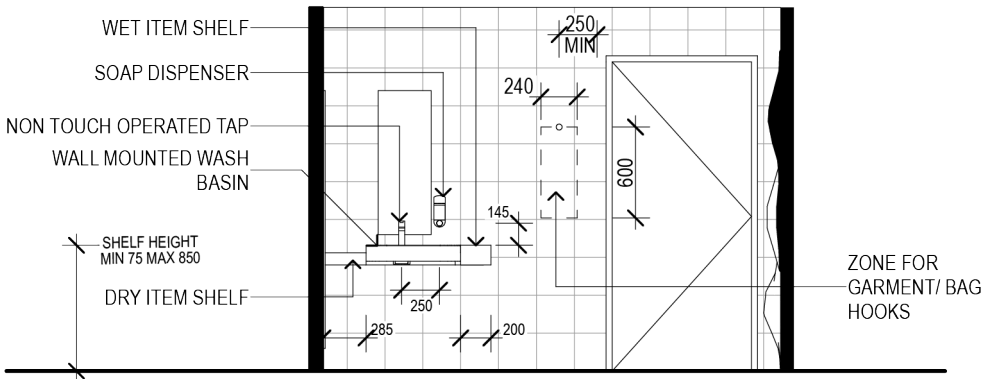 WET ITEM SHELF
SOAP DISPENSER
NON TOUCH OPERATED TAP
WALL MOUNTED WASH
BASIN
SHELF HEIGHT
MIN 75 MAX 850
DRY ITEM SHELF
250
MIN
240
600
145
250
285
200
ZONE FOR
GARMENT/ BAG
HOOKS